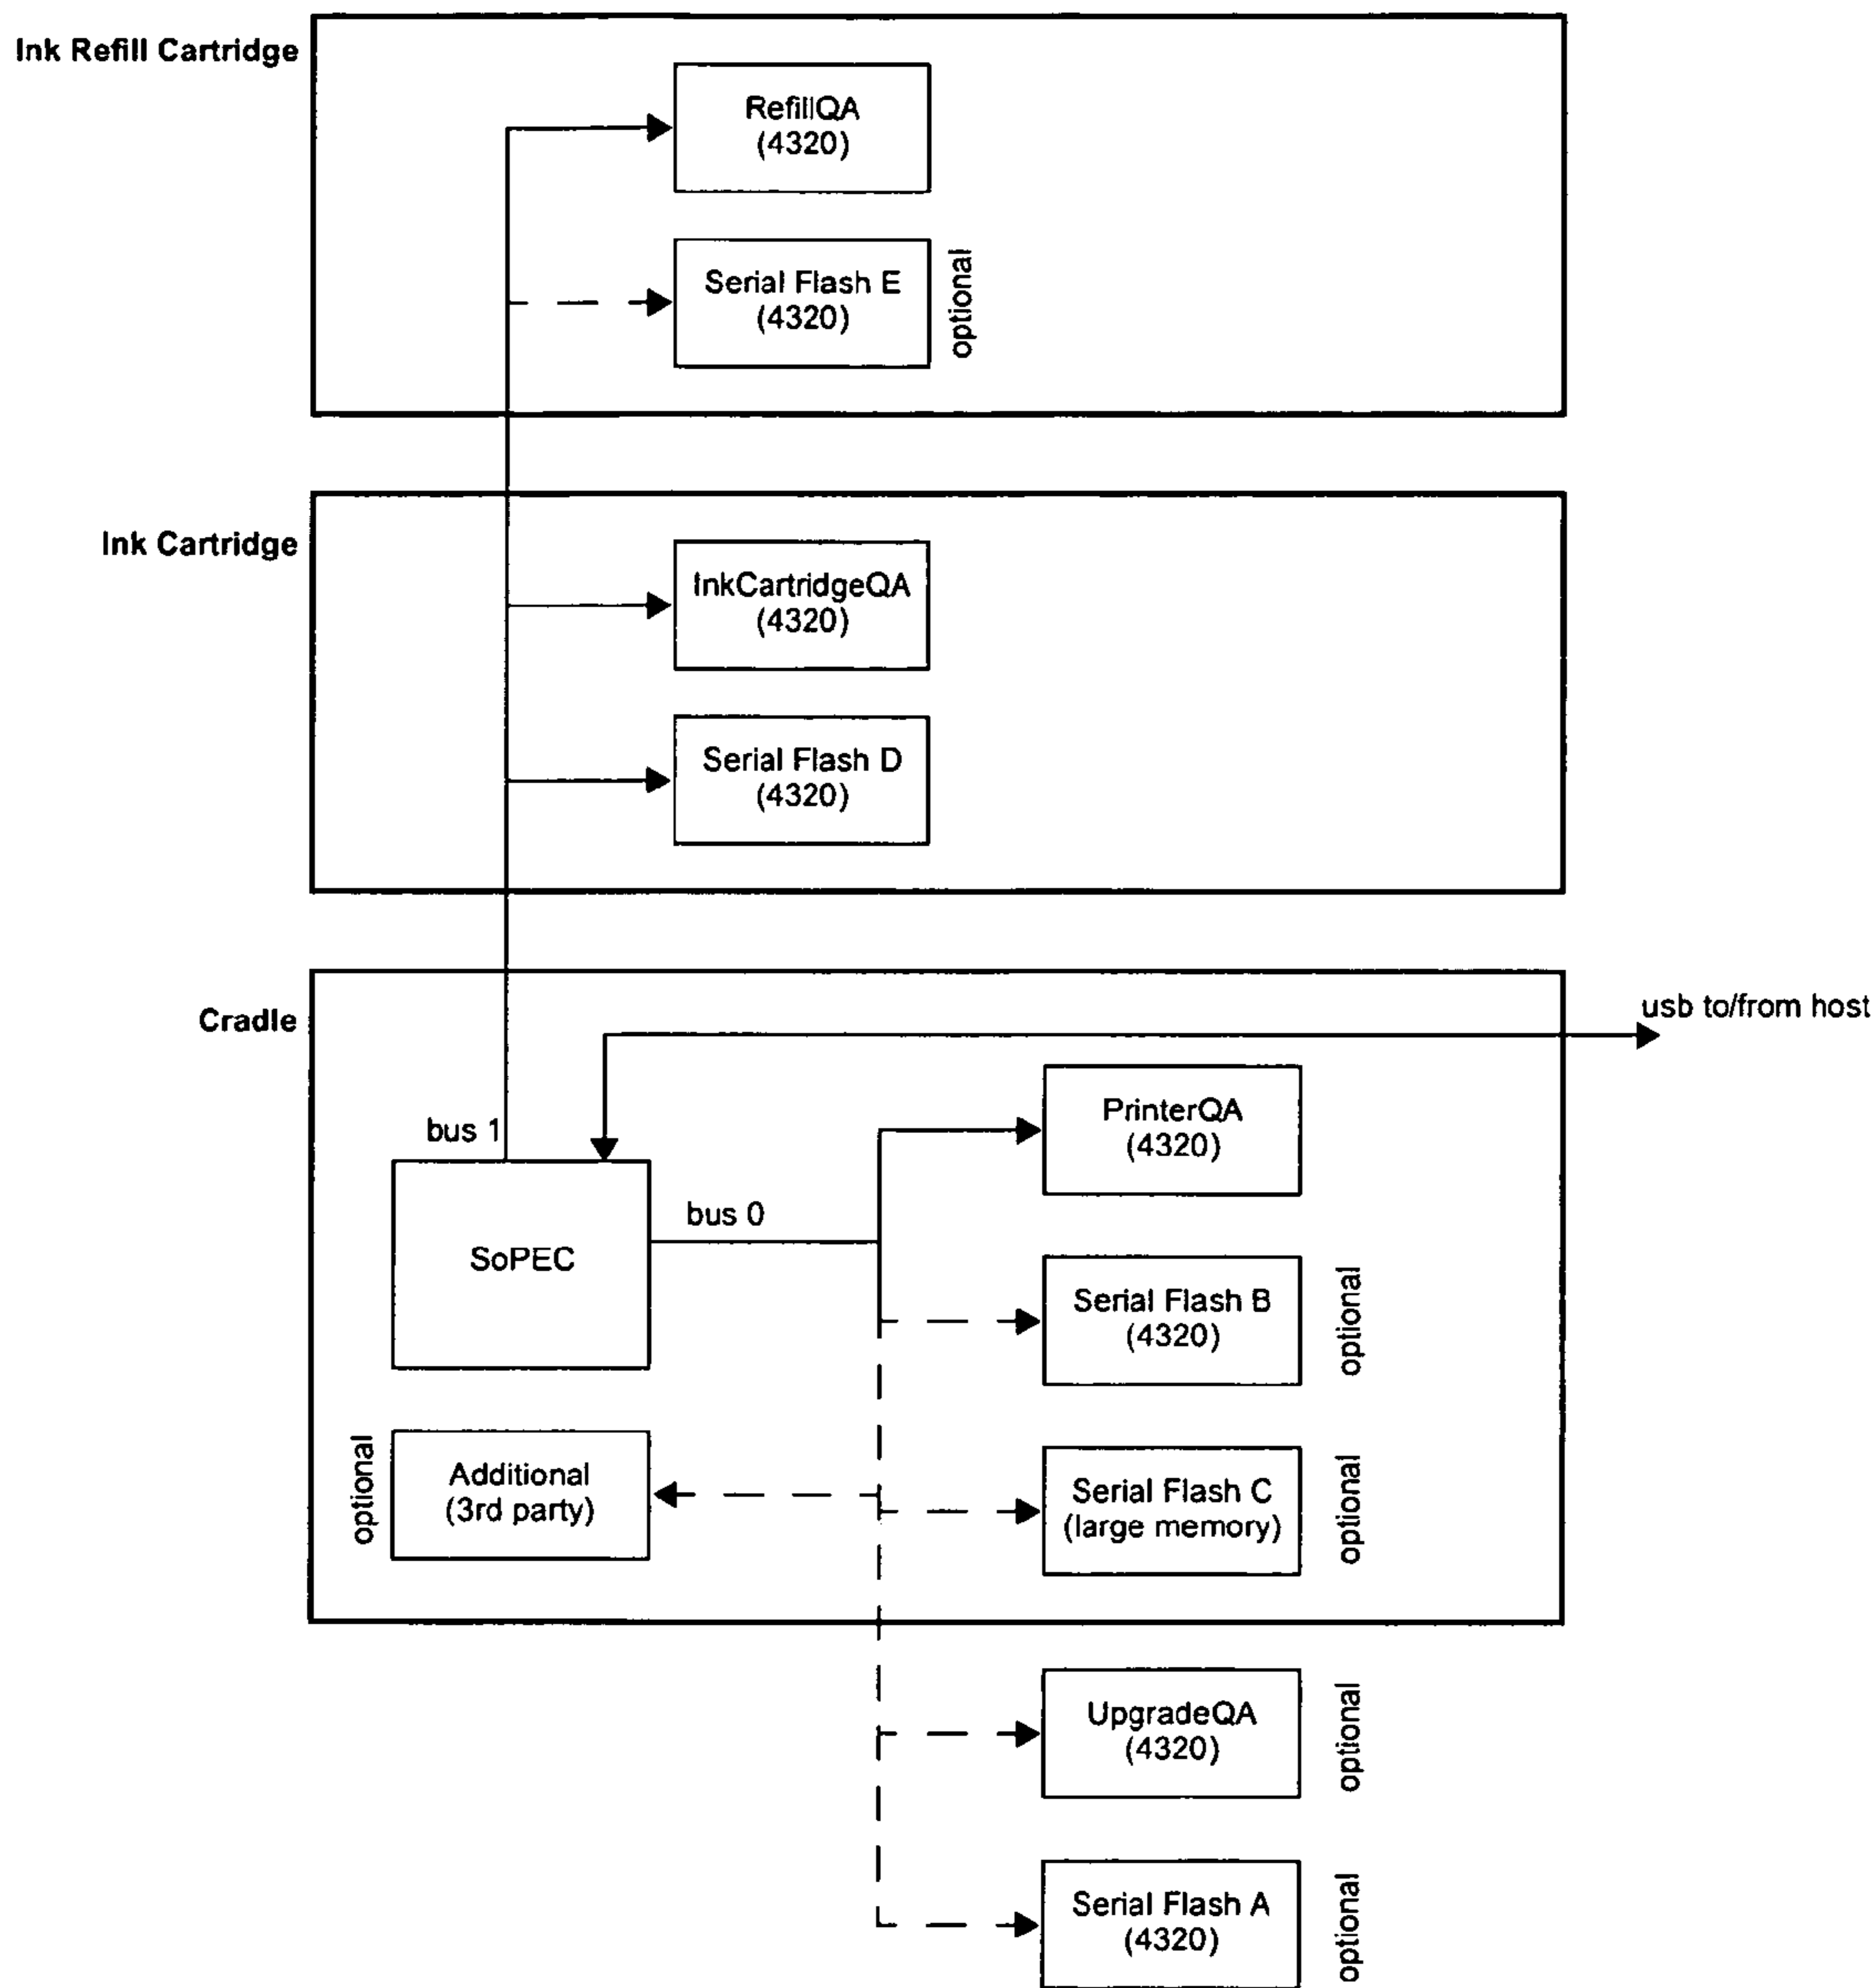 Ink Refill Cartridge
RefillQA
(4320)
Serial Flash E
(4320)
optional
Ink Cartridge
InkCartridgeQA
(4320)
Serial Flash D
(4320)
Cradle
usb to/from host
bus 1
PrinterQA
(4320)
bus 0
SoPEC
Serial Flash B
(4320)
optional
optional
Additional
(3rd party)
Serial Flash C
(large memory)
optional
UpgradeQA
(4320)
optional
Serial Flash A
(4320)
optional